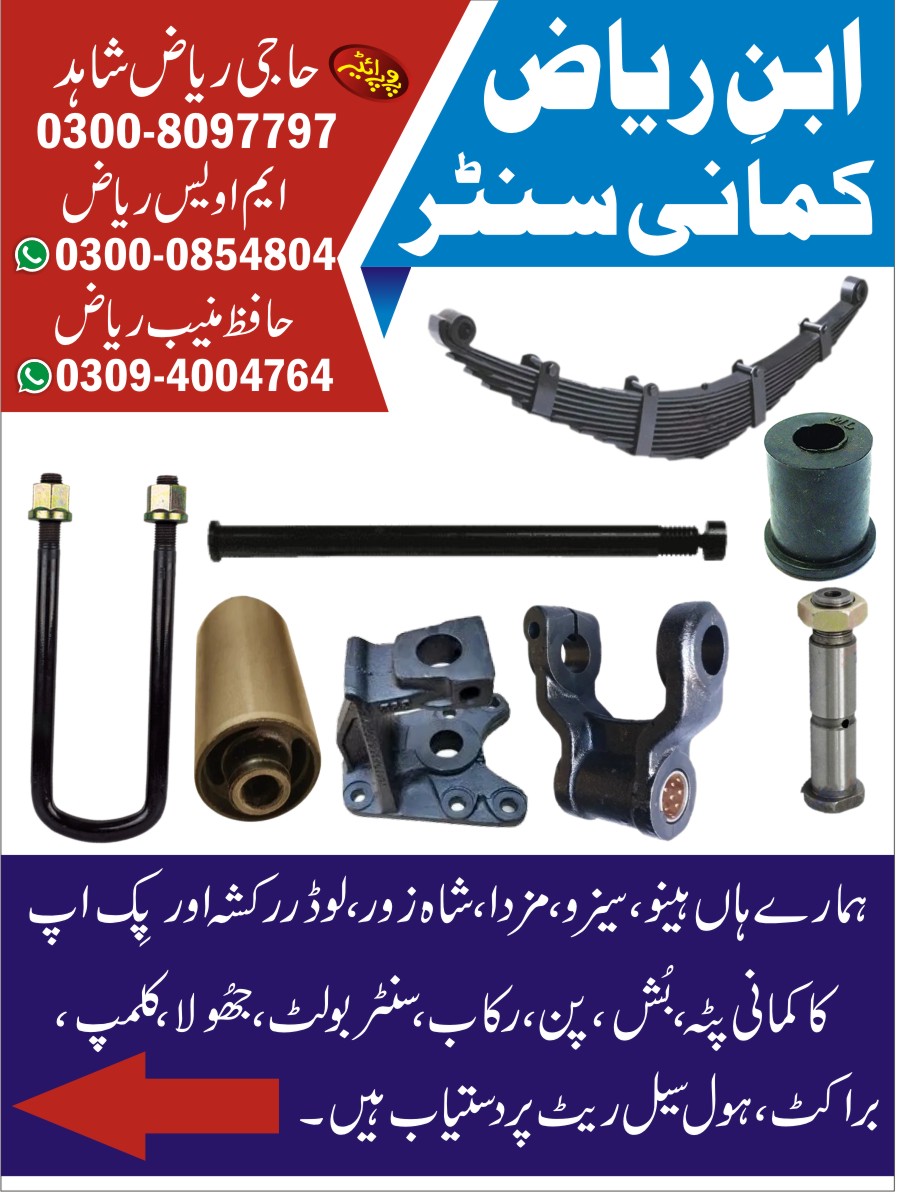 ابنِ ریاض
کمانی سنٹر
پروپرائٹر
حاجی ریاض شاہد
0300-8097797
ایم اویس ریاض
0300-0854804
حافظ منیب ریاض
0309-4004764
ہمارے ہاں ہینو، سیزو، مزدا، شاہ زور، لوڈر رکشہ اور پِک اپ
کا کمانی پٹہ، بُش، پن، رکاب، سنٹر بولٹ، جھُولا، کلمپ،
براکٹ، ہول سیل ریٹ پر دستیاب ہیں۔